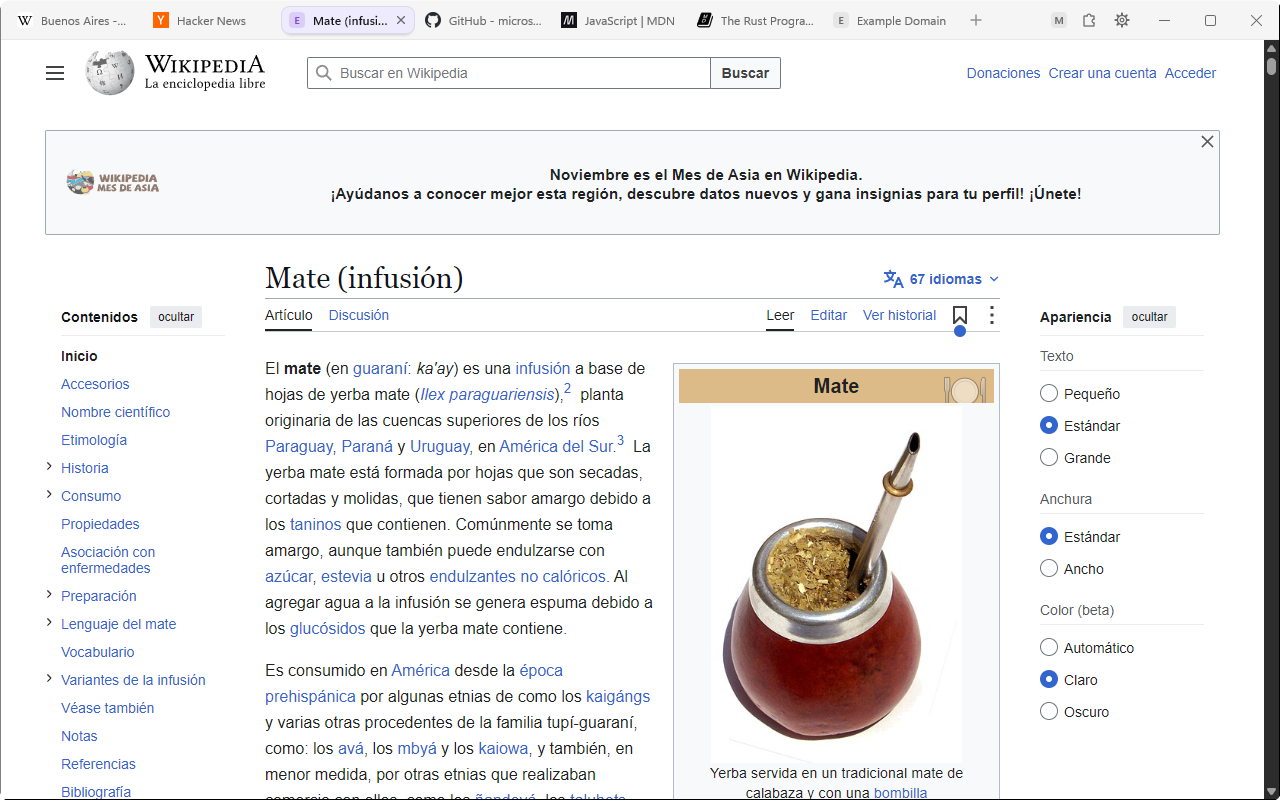 Buenos Aires -...
Hacker News
E
Mate (infusi...
GitHub - micros...
JavaScript | MDN
The Rust Progra...
E
Example Domain
M
WIKIPEDIA
La enciclopedia libre
Buscar en Wikipedia
Buscar
Donaciones
Crear una cuenta
Acceder
WIKIPEDIA
MES DE ASIA
Noviembre es el Mes de Asia en Wikipedia.
¡Ayúdanos a conocer mejor esta región, descubre datos nuevos y gana insignias para tu perfil! ¡Únete!
Mate (infusión)
67 idiomas
Artículo
Discusión
Leer
Editar
Ver historial
Contenidos
ocultar
Inicio
Accesorios
Nombre científico
Etimología
Historia
Consumo
Propiedades
Asociación con
enfermedades
Preparación
Lenguaje del mate
Vocabulario
Variantes de la infusión
Véase también
Notas
Referencias
Bibliografía
El mate (en guaraní: ka'ay) es una infusión a base de
hojas de yerba mate (Ilex paraguariensis),2 planta
originaria de las cuencas superiores de los ríos
Paraguay, Paraná y Uruguay, en América del Sur.3 La
yerba mate está formada por hojas que son secadas,
cortadas y molidas, que tienen sabor amargo debido a
los taninos que contienen. Comúnmente se toma
amargo, aunque también puede endulzarse con
azúcar, estevia u otros endulzantes no calóricos. Al
agregar agua a la infusión se genera espuma debido a
los glucósidos que la yerba mate contiene.
Es consumido en América desde la época
prehispánica por algunas etnias de como los kaigángs
y varias otras procedentes de la familia tupí-guaraní,
como: los avá, los mbyá y los kaiowa, y también, en
menor medida, por otras etnias que realizaban
comercio con ellos, como los ñandevá, los taluhets
Mate
Yerba servida en un tradicional mate de
calabaza y con una bombilla
Apariencia
ocultar
Texto
Pequeño
Estándar
Grande
Anchura
Estándar
Ancho
Color (beta)
Automático
Claro
Oscuro